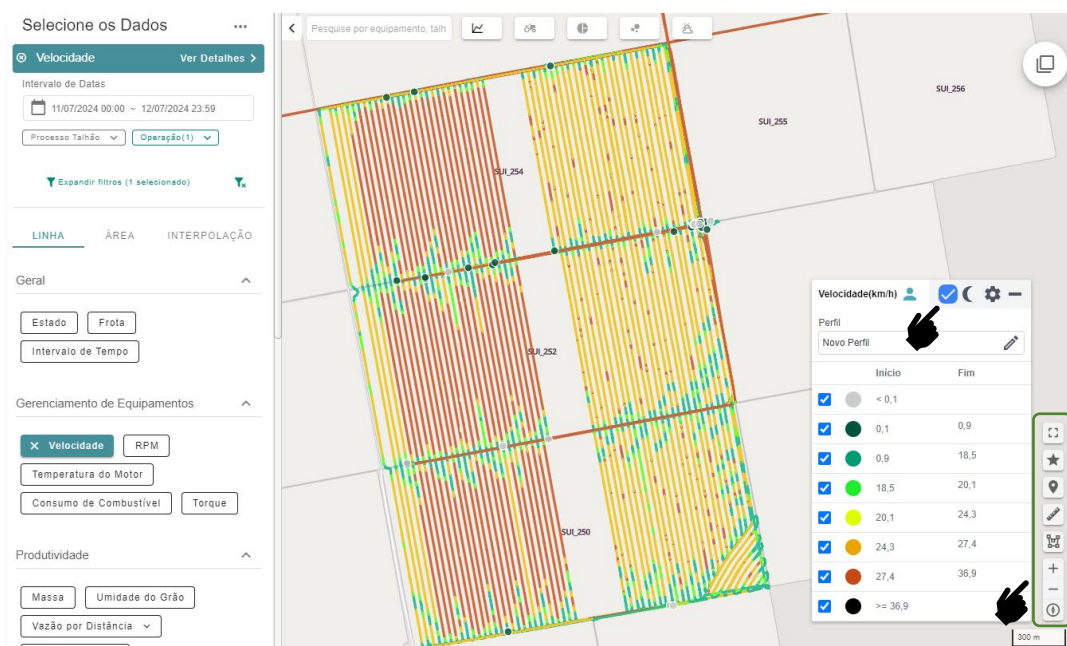 Selecione os Dados
...
Velocidade
Ver Detalhes >
Intervalo de Datas
11/07/2024 00:00 ~ 12/07/2024 23:59
Processo Talhão
Operação(1)
Expandir filtros (1 selecionado)
LINHA ÁREA INTERPOLAÇÃO
Geral
Estado Frota
Intervalo de Tempo
Gerenciamento de Equipamentos
X Velocidade RPM
Temperatura do Motor
Consumo de Combustível Torque
Produtividade
Massa Umidade do Grão
Vazão por Distância
Pesquise por equipamento, talh
SUI_256
SUI_255
SUI_254
SUI_252
SUI_250
Velocidade(km/h)
Perfil
Novo Perfil
Início Fim
< 0,1
0,1 0,9
0,9 18,5
18,5 20,1
20,1 24,3
24,3 27,4
27,4 36,9
>= 36,9
300 m